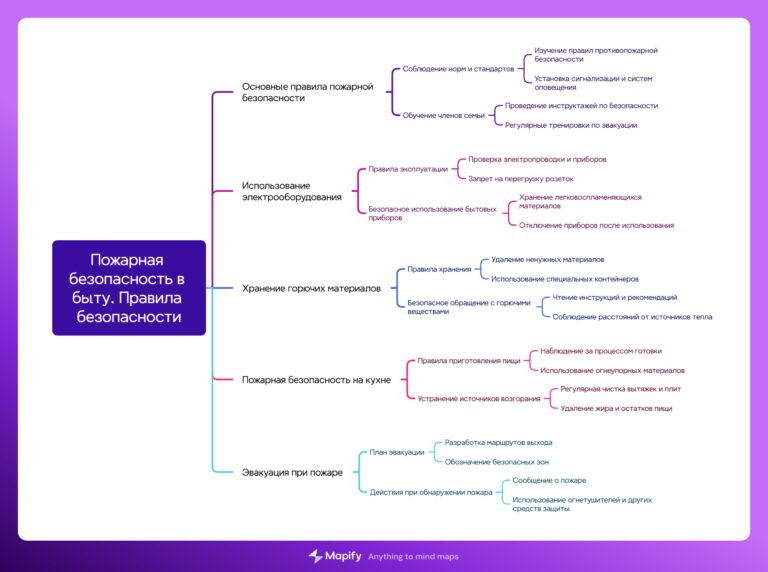 Пожарная
безопасность в
быту. Правила
безопасности
Основные правила пожарной
безопасности
Соблюдение норм и стандартов
Изучение правил противопожарной
безопасности
Установка сигнализации и систем
оповещения
Обучение членов семьи
Проведение инструктажей по безопасности
Регулярные тренировки по эвакуации
Использование
электрооборудования
Правила эксплуатации
Проверка электропроводки и приборов
Запрет на перегрузку розеток
Безопасное использование бытовых
приборов
Хранение легковоспламеняющихся
материалов
Отключение приборов после использования
Хранение горючих материалов
Правила хранения
Удаление ненужных материалов
Использование специальных контейнеров
Безопасное обращение с горючими
веществами
Чтение инструкций и рекомендаций
Соблюдение расстояний от источников тепла
Пожарная безопасность на кухне
Правила приготовления пищи
Наблюдение за процессом готовки
Использование огнеупорных материалов
Устранение источников возгорания
Регулярная чистка вытяжек и плит
Удаление жира и остатков пищи
Эвакуация при пожаре
План эвакуации
Разработка маршрутов выхода
Обозначение безопасных зон
Действия при обнаружении пожара
Сообщение о пожаре
Использование огнетушителей и других
средств защиты
Mapify Anything to mind maps